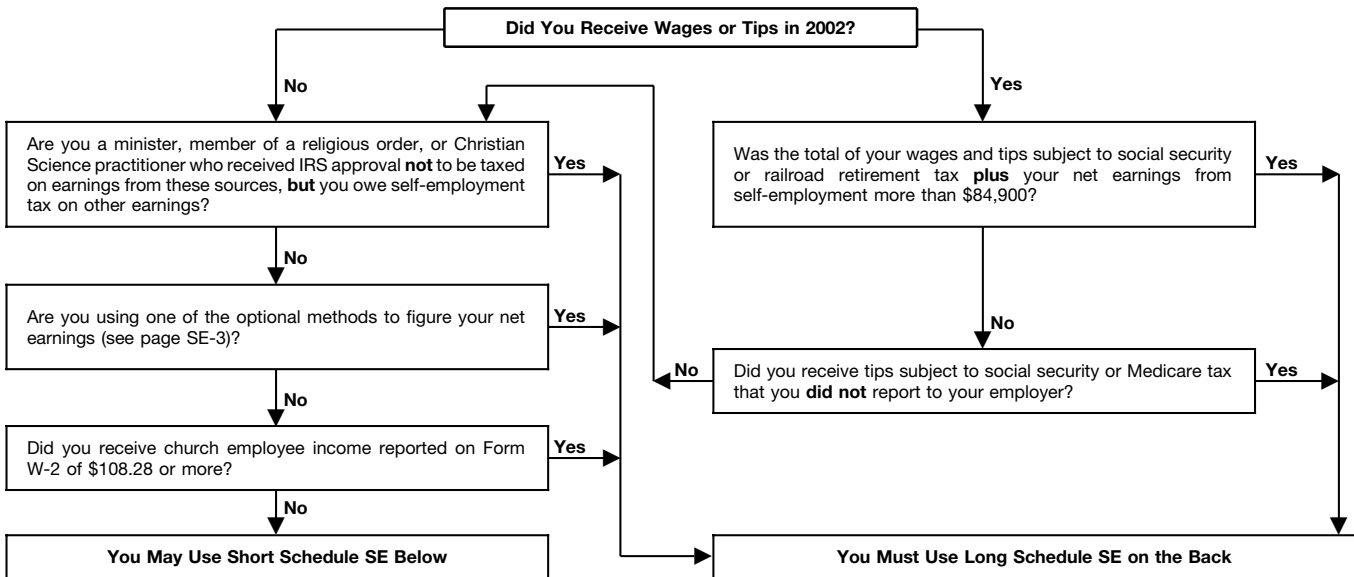 Did You Receive Wages or Tips in 2002?
No
Yes
Are you a minister, member of a religious order, or Christian
Science practitioner who received IRS approval not to be taxed
on earnings from these sources, but you owe self-employment
tax on other earnings?
Yes
Was the total of your wages and tips subject to social security
or railroad retirement tax plus your net earnings from
self-employment more than $84,900?
Yes
No
Are you using one of the optional methods to figure your net
earnings (see page SE-3)?
Yes
No
No
Did you receive tips subject to social security or Medicare tax
that you did not report to your employer?
Yes
No
Did you receive church employee income reported on Form
W-2 of $108.28 or more?
Yes
No
You May Use Short Schedule SE Below
You Must Use Long Schedule SE on the Back